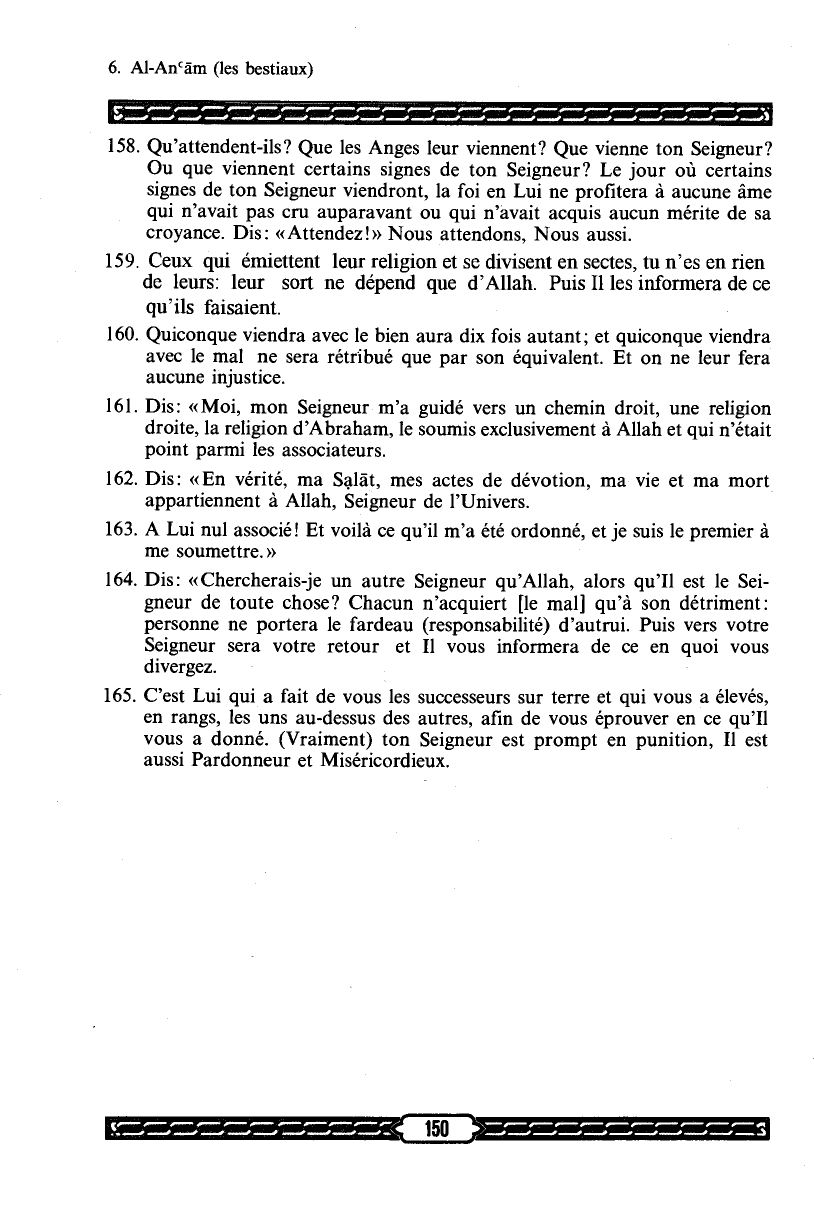 6. Al-Anᶜām (les bestiaux)
158. Qu'attendent-ils? Que les Anges leur viennent? Que vienne ton Seigneur?
Ou que viennent certains signes de ton Seigneur? Le jour où certains
signes de ton Seigneur viendront, la foi en Lui ne profitera à aucune âme
qui n'avait pas cru auparavant ou qui n'avait acquis aucun mérite de sa
croyance. Dis: «Attendez!» Nous attendons, Nous aussi.
159. Ceux qui émiettent leur religion et se divisent en sectes, tu n'es en rien
de leurs: leur sort ne dépend que d'Allah. Puis Il les informera de ce
qu'ils faisaient.
160. Quiconque viendra avec le bien aura dix fois autant; et quiconque viendra
avec le mal ne sera rétribué que par son équivalent. Et on ne leur fera
aucune injustice.
161. Dis: «Moi, mon Seigneur m'a guidé vers un chemin droit, une religion
droite, la religion d'Abraham, le soumis exclusivement à Allah et qui n'était
point parmi les associateurs.
162. Dis: «En vérité, ma Ṣalāt, mes actes de dévotion, ma vie et ma mort
appartiennent à Allah, Seigneur de l'Univers.
163. A Lui nul associé! Et voilà ce qu'il m'a été ordonné, et je suis le premier à
me soumettre.»
164. Dis: «Chercherais-je un autre Seigneur qu'Allah, alors qu'Il est le Sei-
gneur de toute chose? Chacun n'acquiert [le mal] qu'à son détriment:
personne ne portera le fardeau (responsabilité) d'autrui. Puis vers votre
Seigneur sera votre retour et Il vous informera de ce en quoi vous
divergez.
165. C'est Lui qui a fait de vous les successeurs sur terre et qui vous a élevés,
en rangs, les uns au-dessus des autres, afin de vous éprouver en ce qu'Il
vous a donné. (Vraiment) ton Seigneur est prompt en punition, Il est
aussi Pardonneur et Miséricordieux.
150